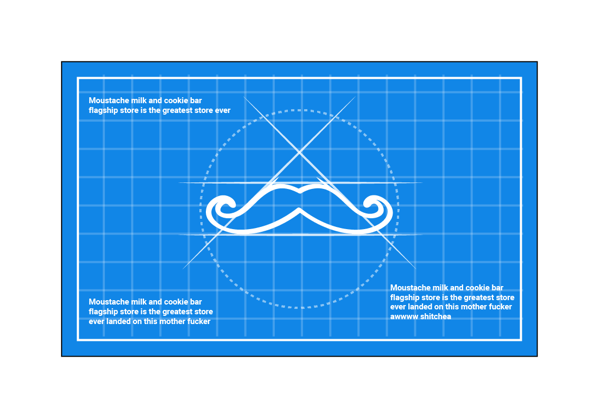 Moustache milk and cookie bar
flagship store is the greatest store ever
Moustache milk and cookie bar
flagship store is the greatest store
ever landed on this mother fucker
Moustache milk and cookie bar
flagship store is the greatest store
ever landed on this mother fucker
awwww shitchea